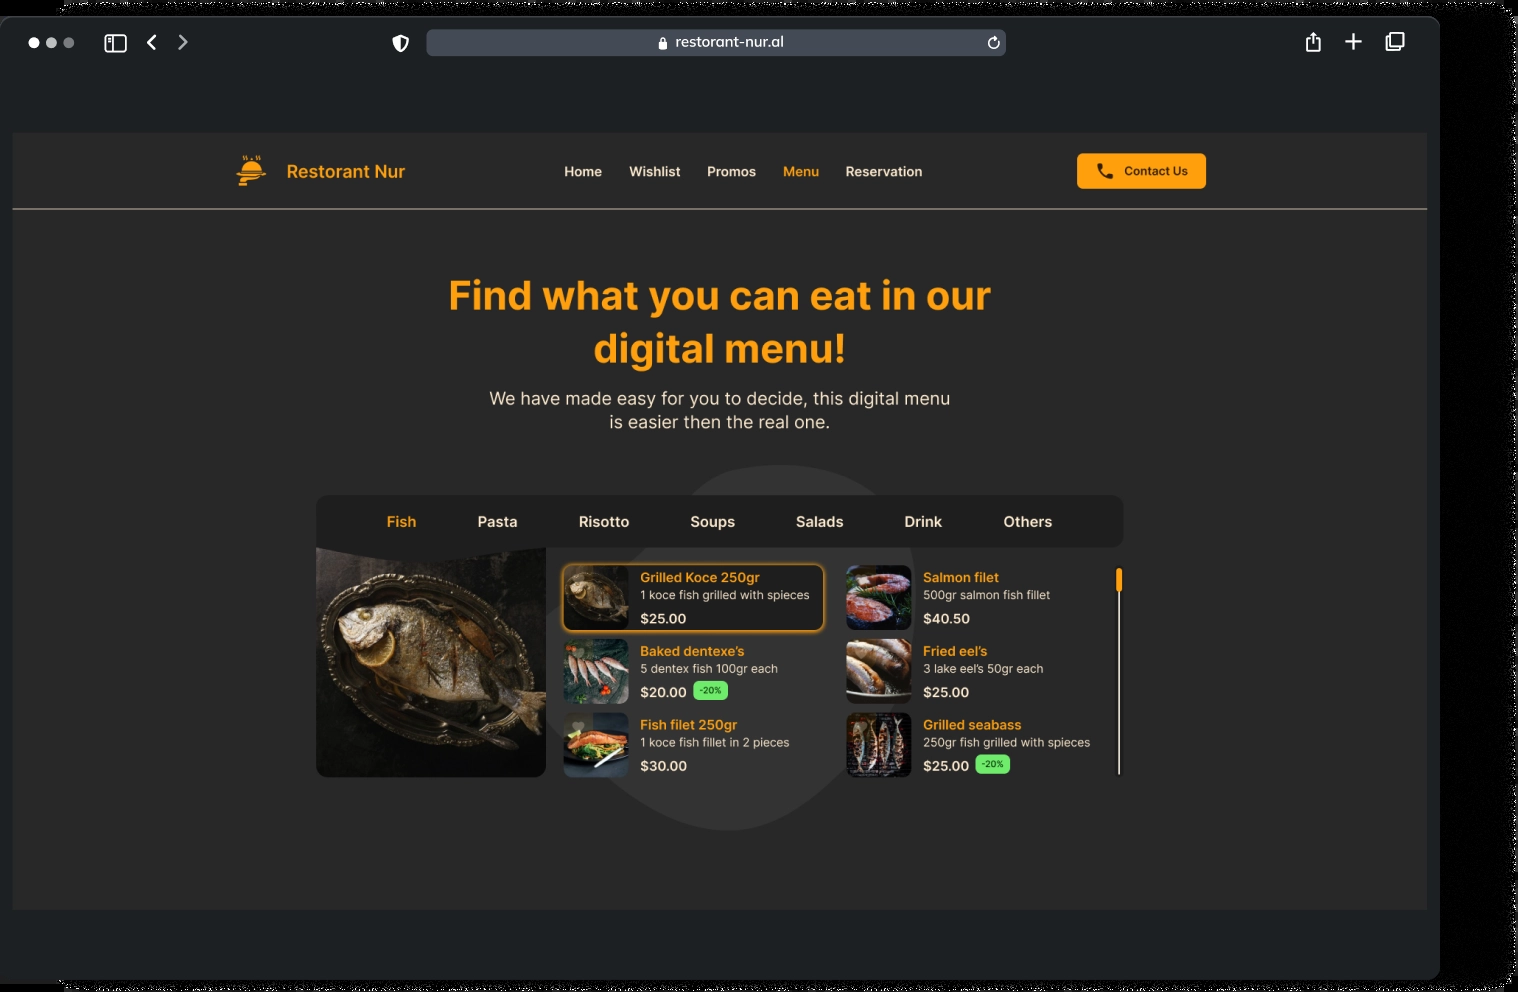 restorant-nur.al
Restorant Nur
Home Wishlist Promos Menu Reservation
Contact Us
Find what you can eat in our
digital menu!
We have made easy for you to decide, this digital menu
is easier then the real one.
Fish Pasta Risotto Soups Salads Drink Others
Grilled Koce 250gr
1 koce fish grilled with spieces
$25.00
Salmon filet
500gr salmon fish fillet
$40.50
Baked dentexe's
5 dentex fish 100gr each
$20.00 -20%
Fried eel's
3 lake eel's 50gr each
$25.00
Fish filet 250gr
1 koce fish fillet in 2 pieces
$30.00
Grilled seabass
250gr fish grilled with spieces
$25.00 -20%